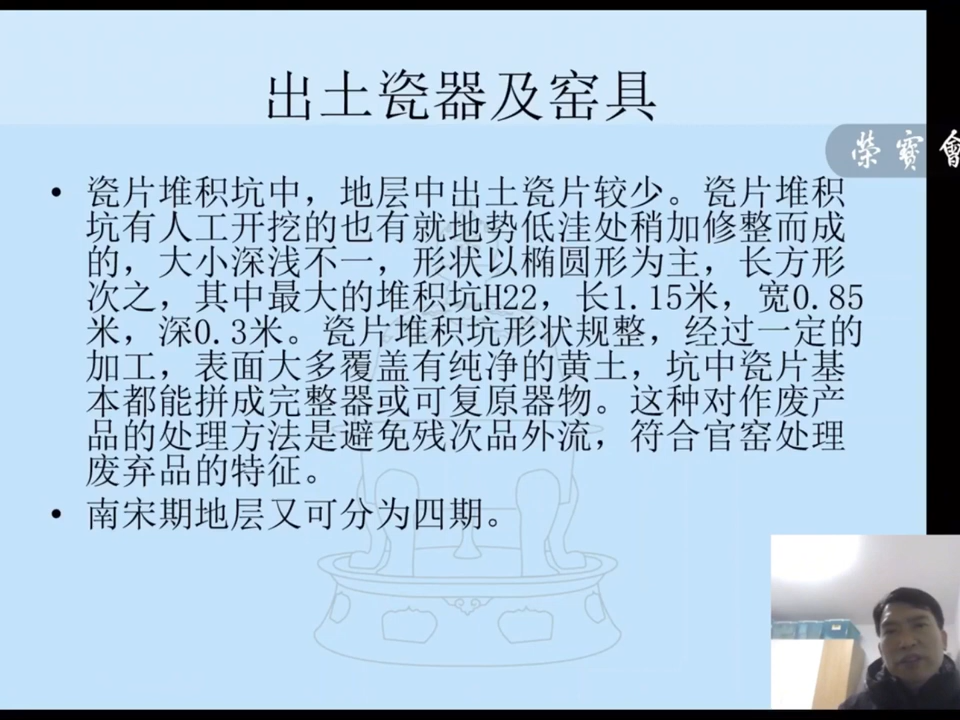 出土瓷器及窑具
榮寶會
• 瓷片堆积坑中，地层中出土瓷片较少。瓷片堆积
坑有人工开挖的也有就地势低洼处稍加修整而成
的，大小深浅不一，形状以椭圆形为主，长方形
次之，其中最大的堆积坑H22，长1.15米，宽0.85
米，深0.3米。瓷片堆积坑形状规整，经过一定的
加工，表面大多覆盖有纯净的黄土，坑中瓷片基
本都能拼成完整器或可复原器物。这种对作废产
品的处理方法是避免残次品外流，符合官窑处理
废弃品的特征。
• 南宋期地层又可分为四期。